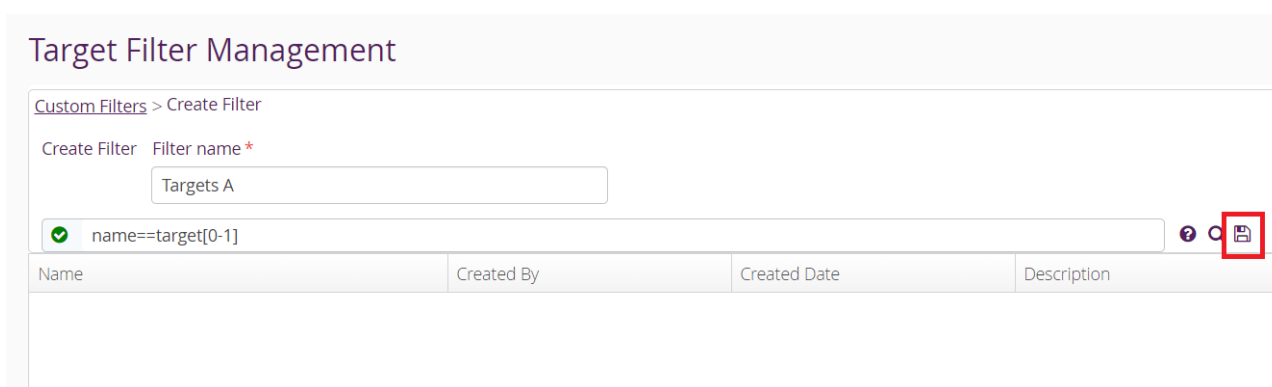 Target Filter Management
Custom Filters > Create Filter
Create Filter Filter name *
Targets A
name==target[0-1]
Name Created By Created Date Description